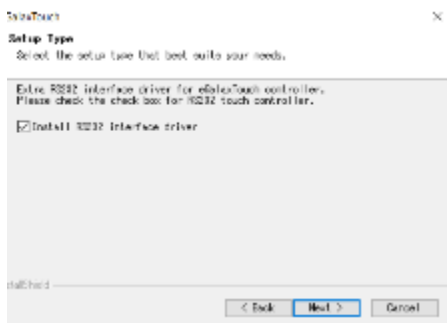 eGalaxTouch
Setup Type
Select the setup type that best suits your needs.
Extra RS232 interface driver for eGalaxTouch controller.
Please check the check box for RS232 touch controller.
Install RS232 interface driver
InstallShield
< Back
Next >
Cancel